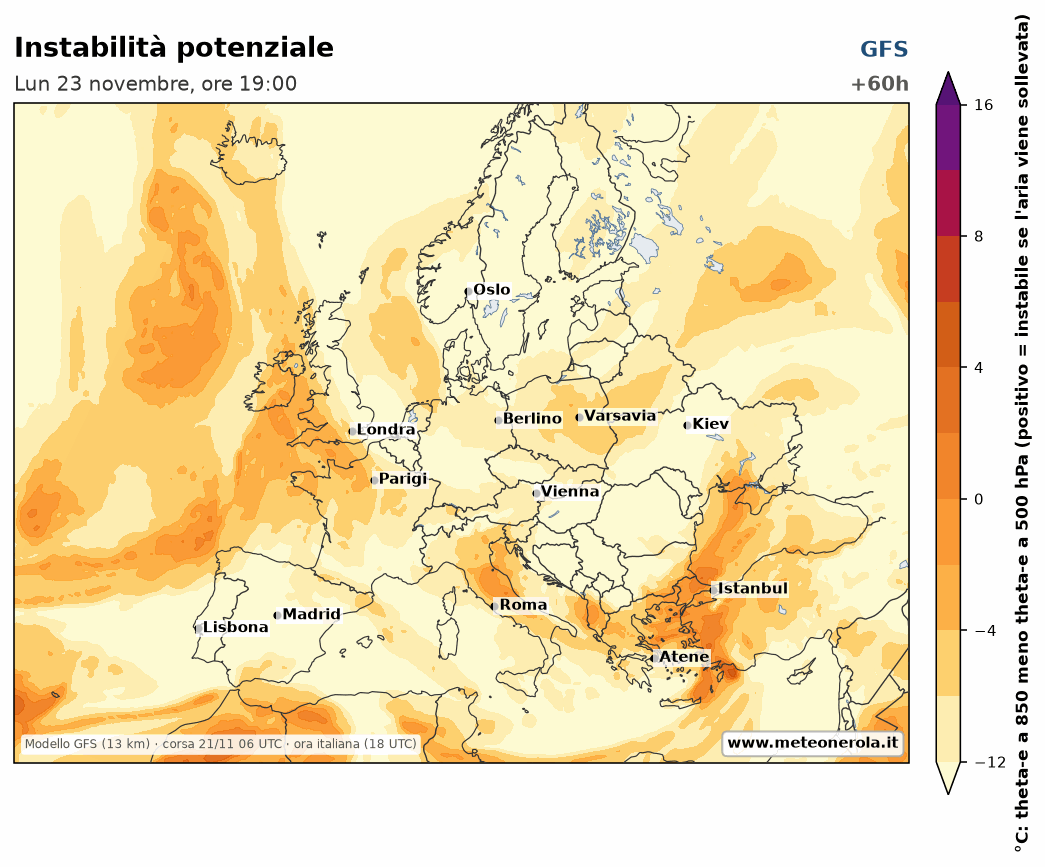 Instabilità potenziale
GFS
Lun 23 novembre, ore 19:00
+60h
Oslo
Londra
Berlino
Varsavia
Kiev
Parigi
Vienna
Istanbul
Roma
Madrid
Lisbona
Atene
Modello GFS (13 km) · corsa 21/11 06 UTC · ora italiana (18 UTC)
www.meteonerola.it
16
8
4
0
−4
−12
°C: theta-e a 850 meno theta-e a 500 hPa (positivo = instabile se l'aria viene sollevata)